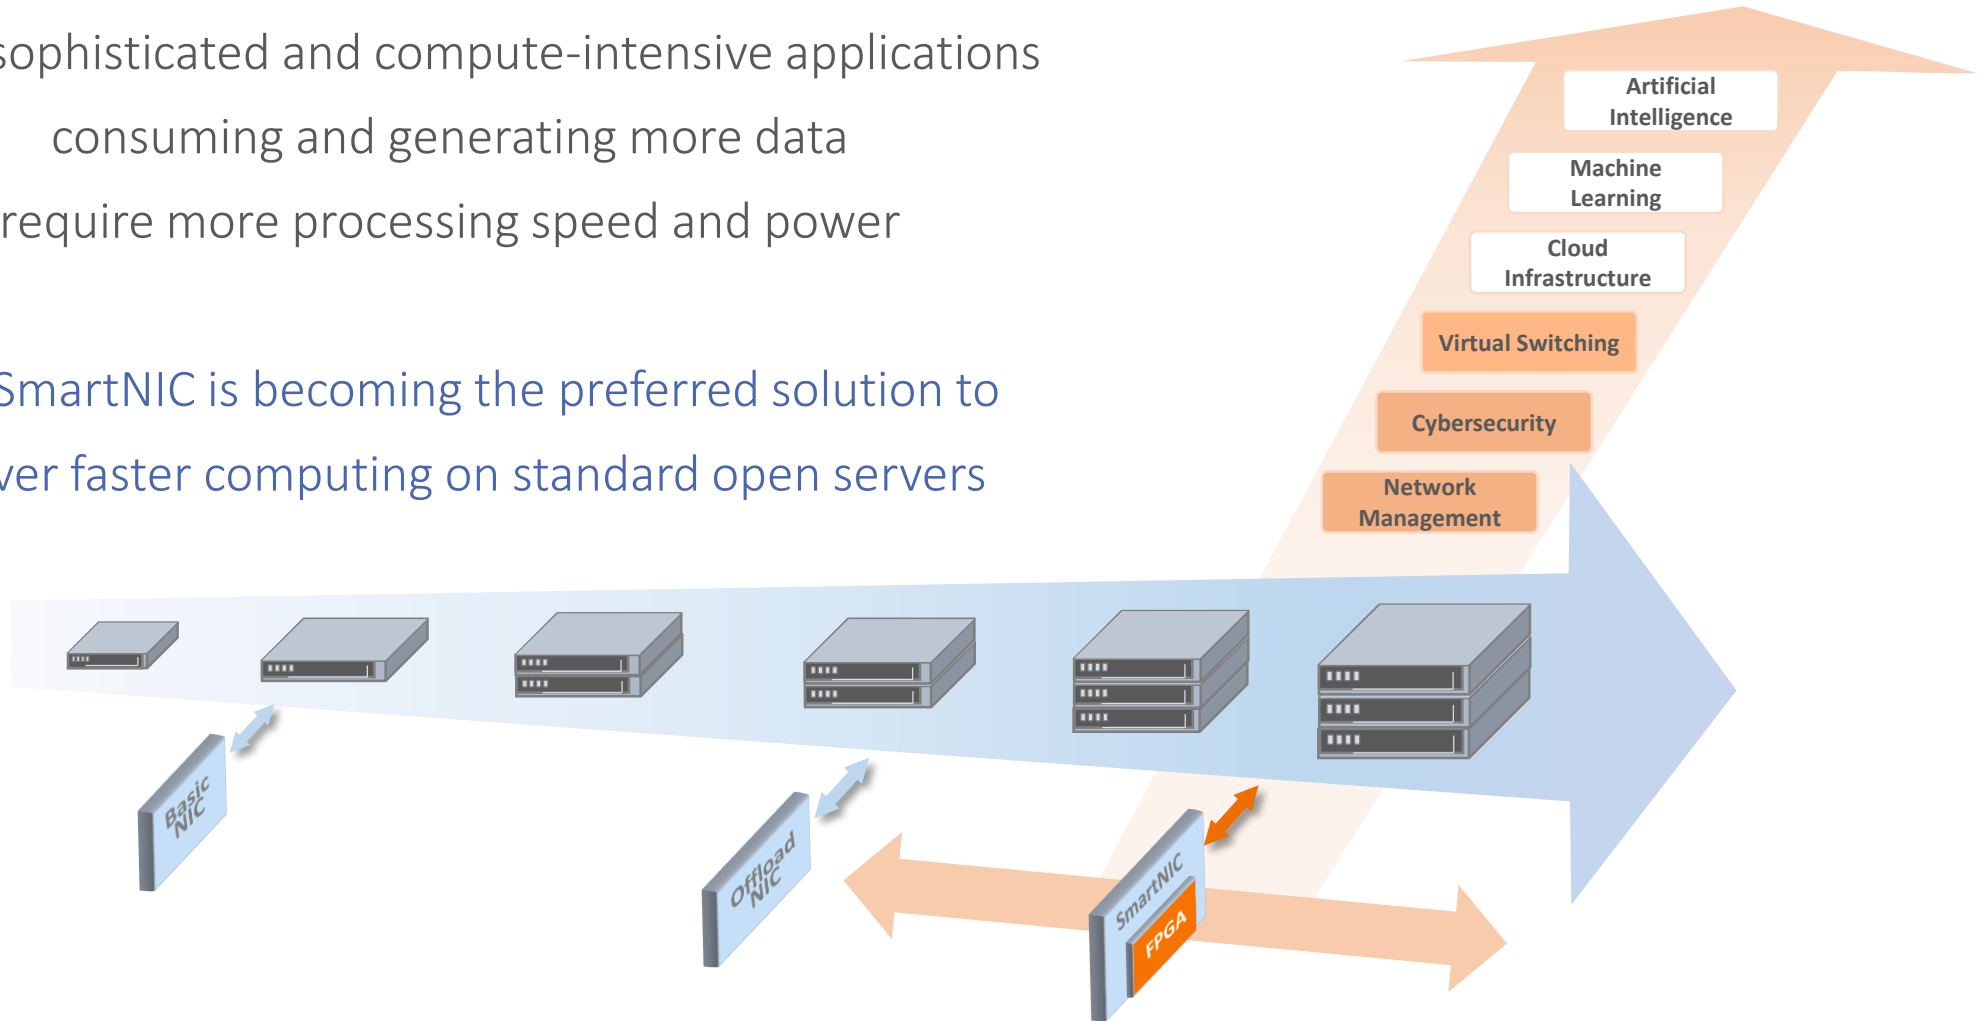 sophisticated and compute-intensive applications
consuming and generating more data
require more processing speed and power
SmartNIC is becoming the preferred solution to
ver faster computing on standard open servers
Artificial
Intelligence
Machine
Learning
Cloud
Infrastructure
Virtual Switching
Cybersecurity
Network
Management
Basic
NIC
Offload
NIC
SmartNIC
FPGA